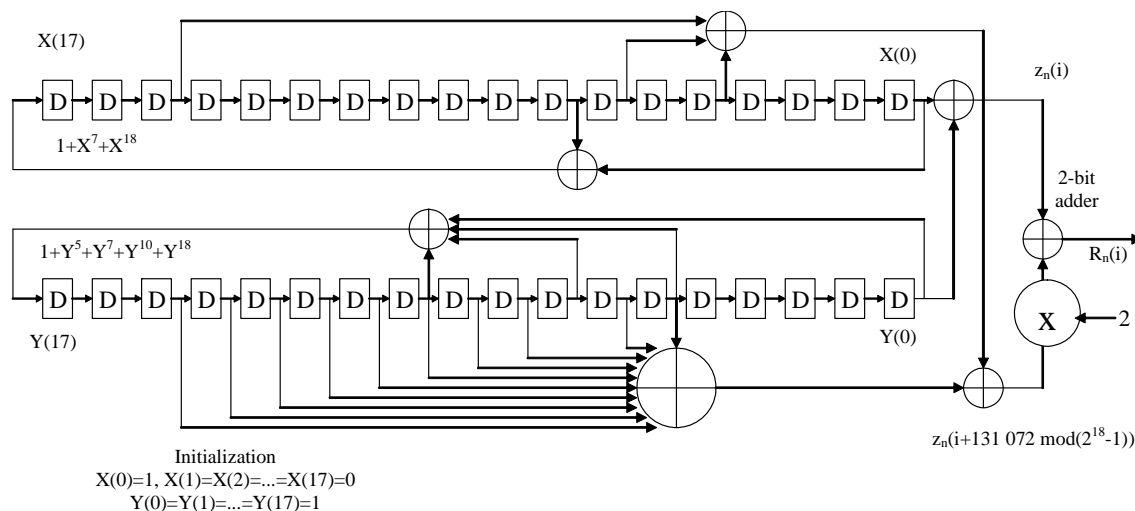 X(17)
X(0)
z_n(i)
D D D D D D D D D D D D D D D D D D
1+X^7+X^18
2-bit
adder
R_n(i)
1+Y^5+Y^7+Y^10+Y^18
D D D D D D D D D D D D D D D D D D
Y(17)
Y(0)
X
2
z_n(i+131 072 mod(2^18-1))
Initialization
X(0)=1, X(1)=X(2)=...=X(17)=0
Y(0)=Y(1)=...=Y(17)=1